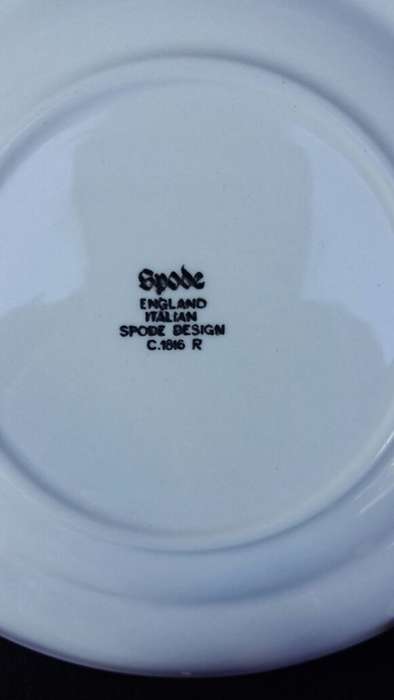 Spode
ENGLAND
ITALIAN
SPODE DESIGN
C.1816 R